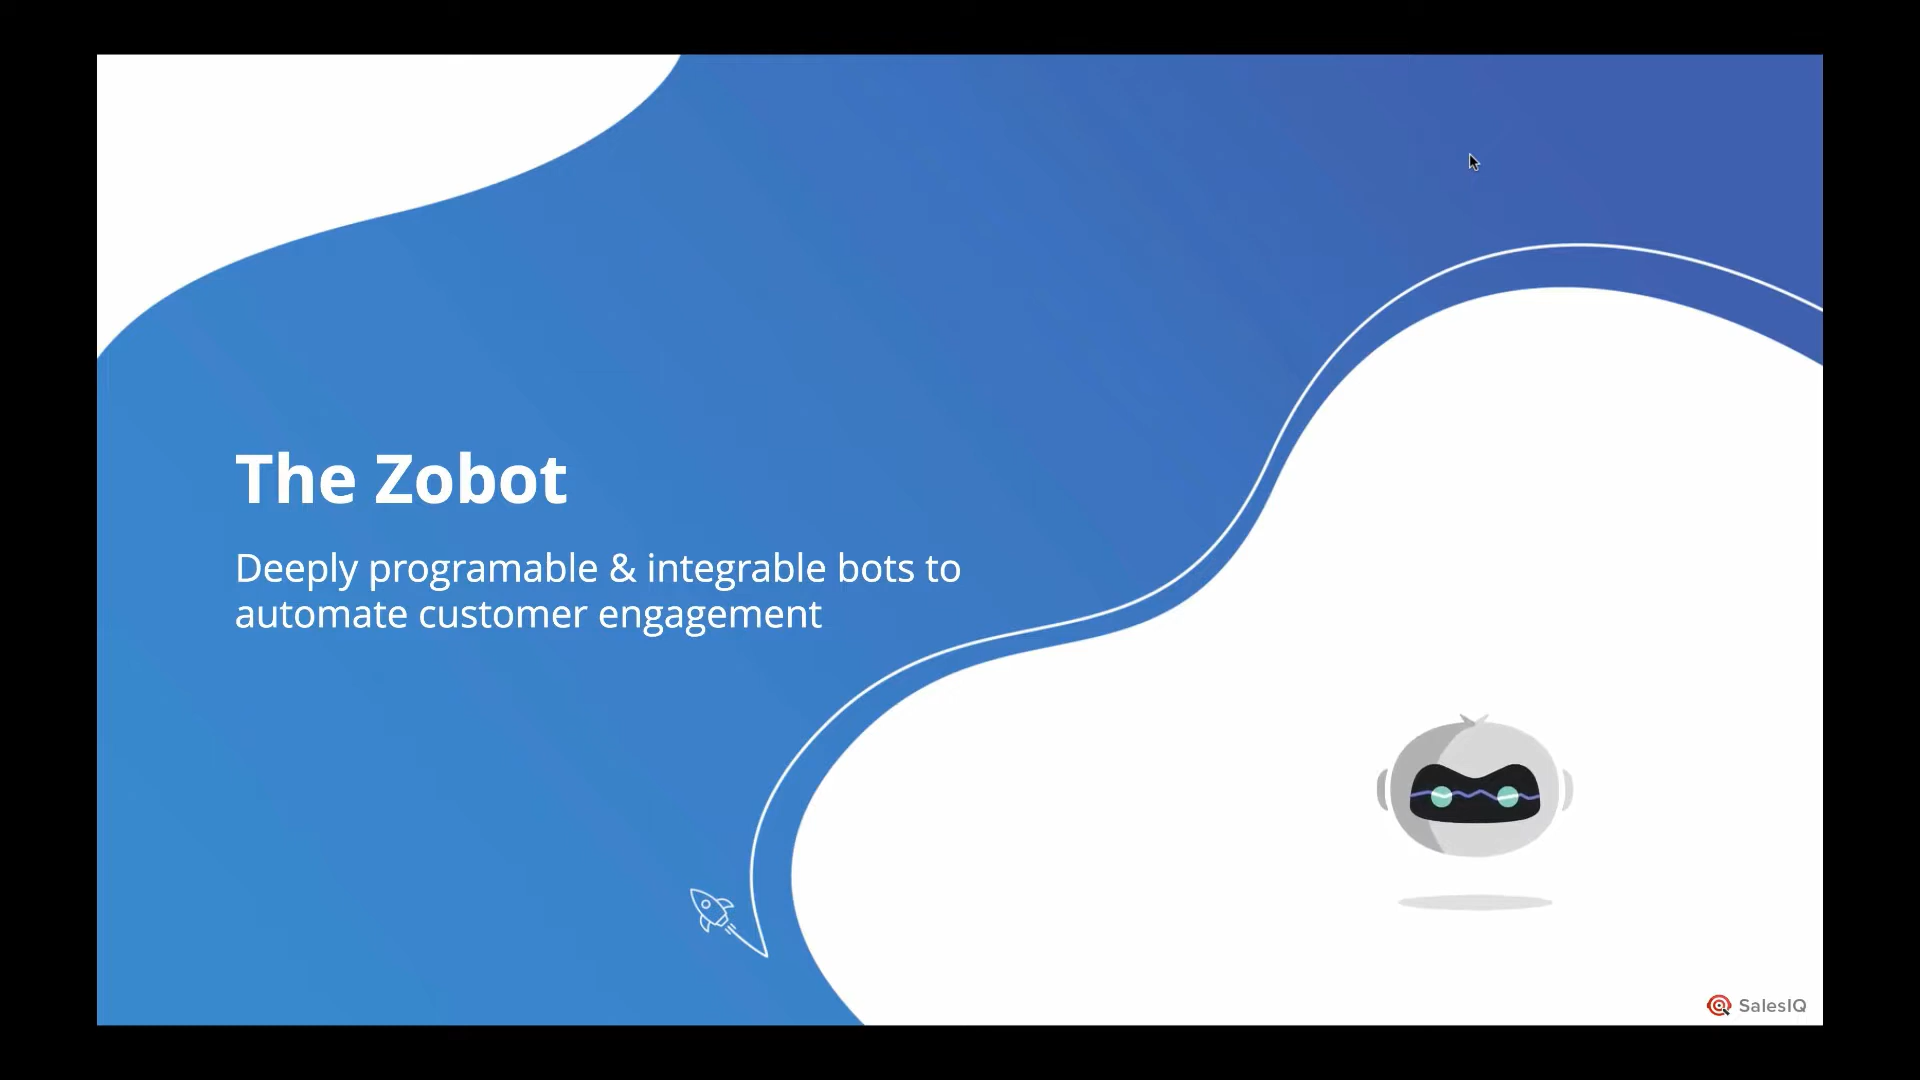 The Zobot
Deeply programable & integrable bots to
automate customer engagement
SalesIQ